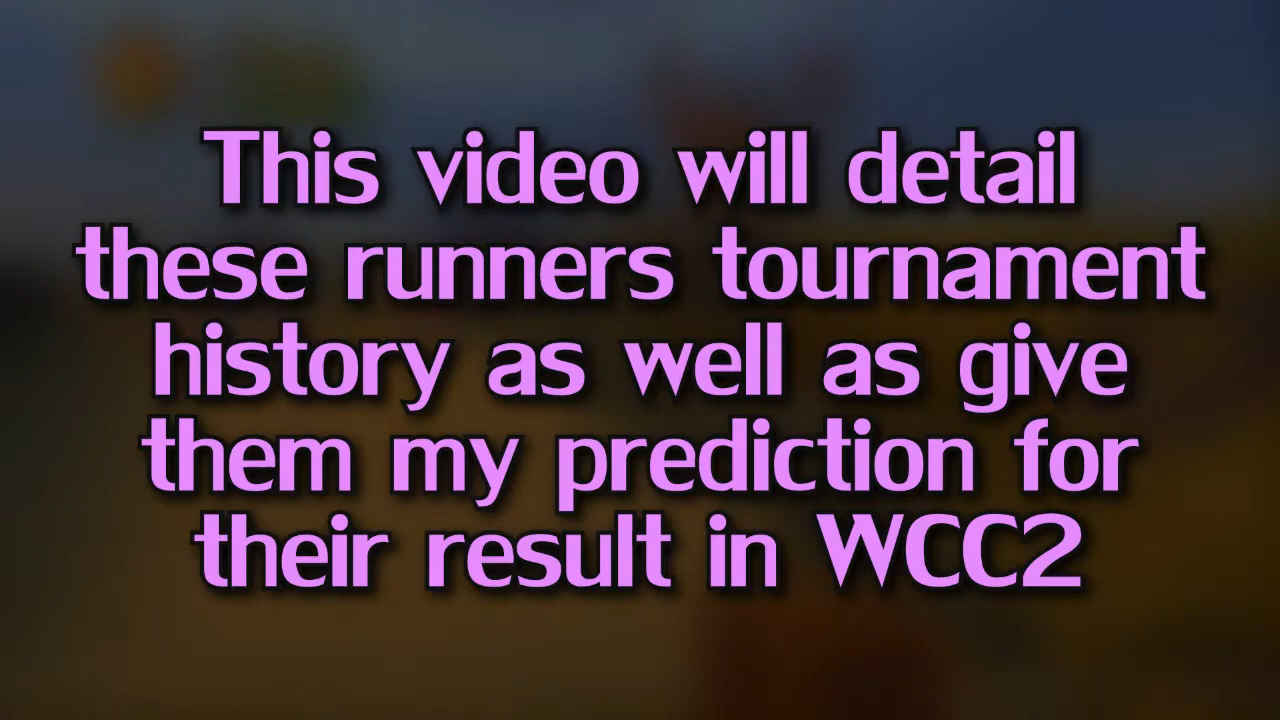 This video will detail
these runners tournament
history as well as give
them my prediction for
their result in WCC2